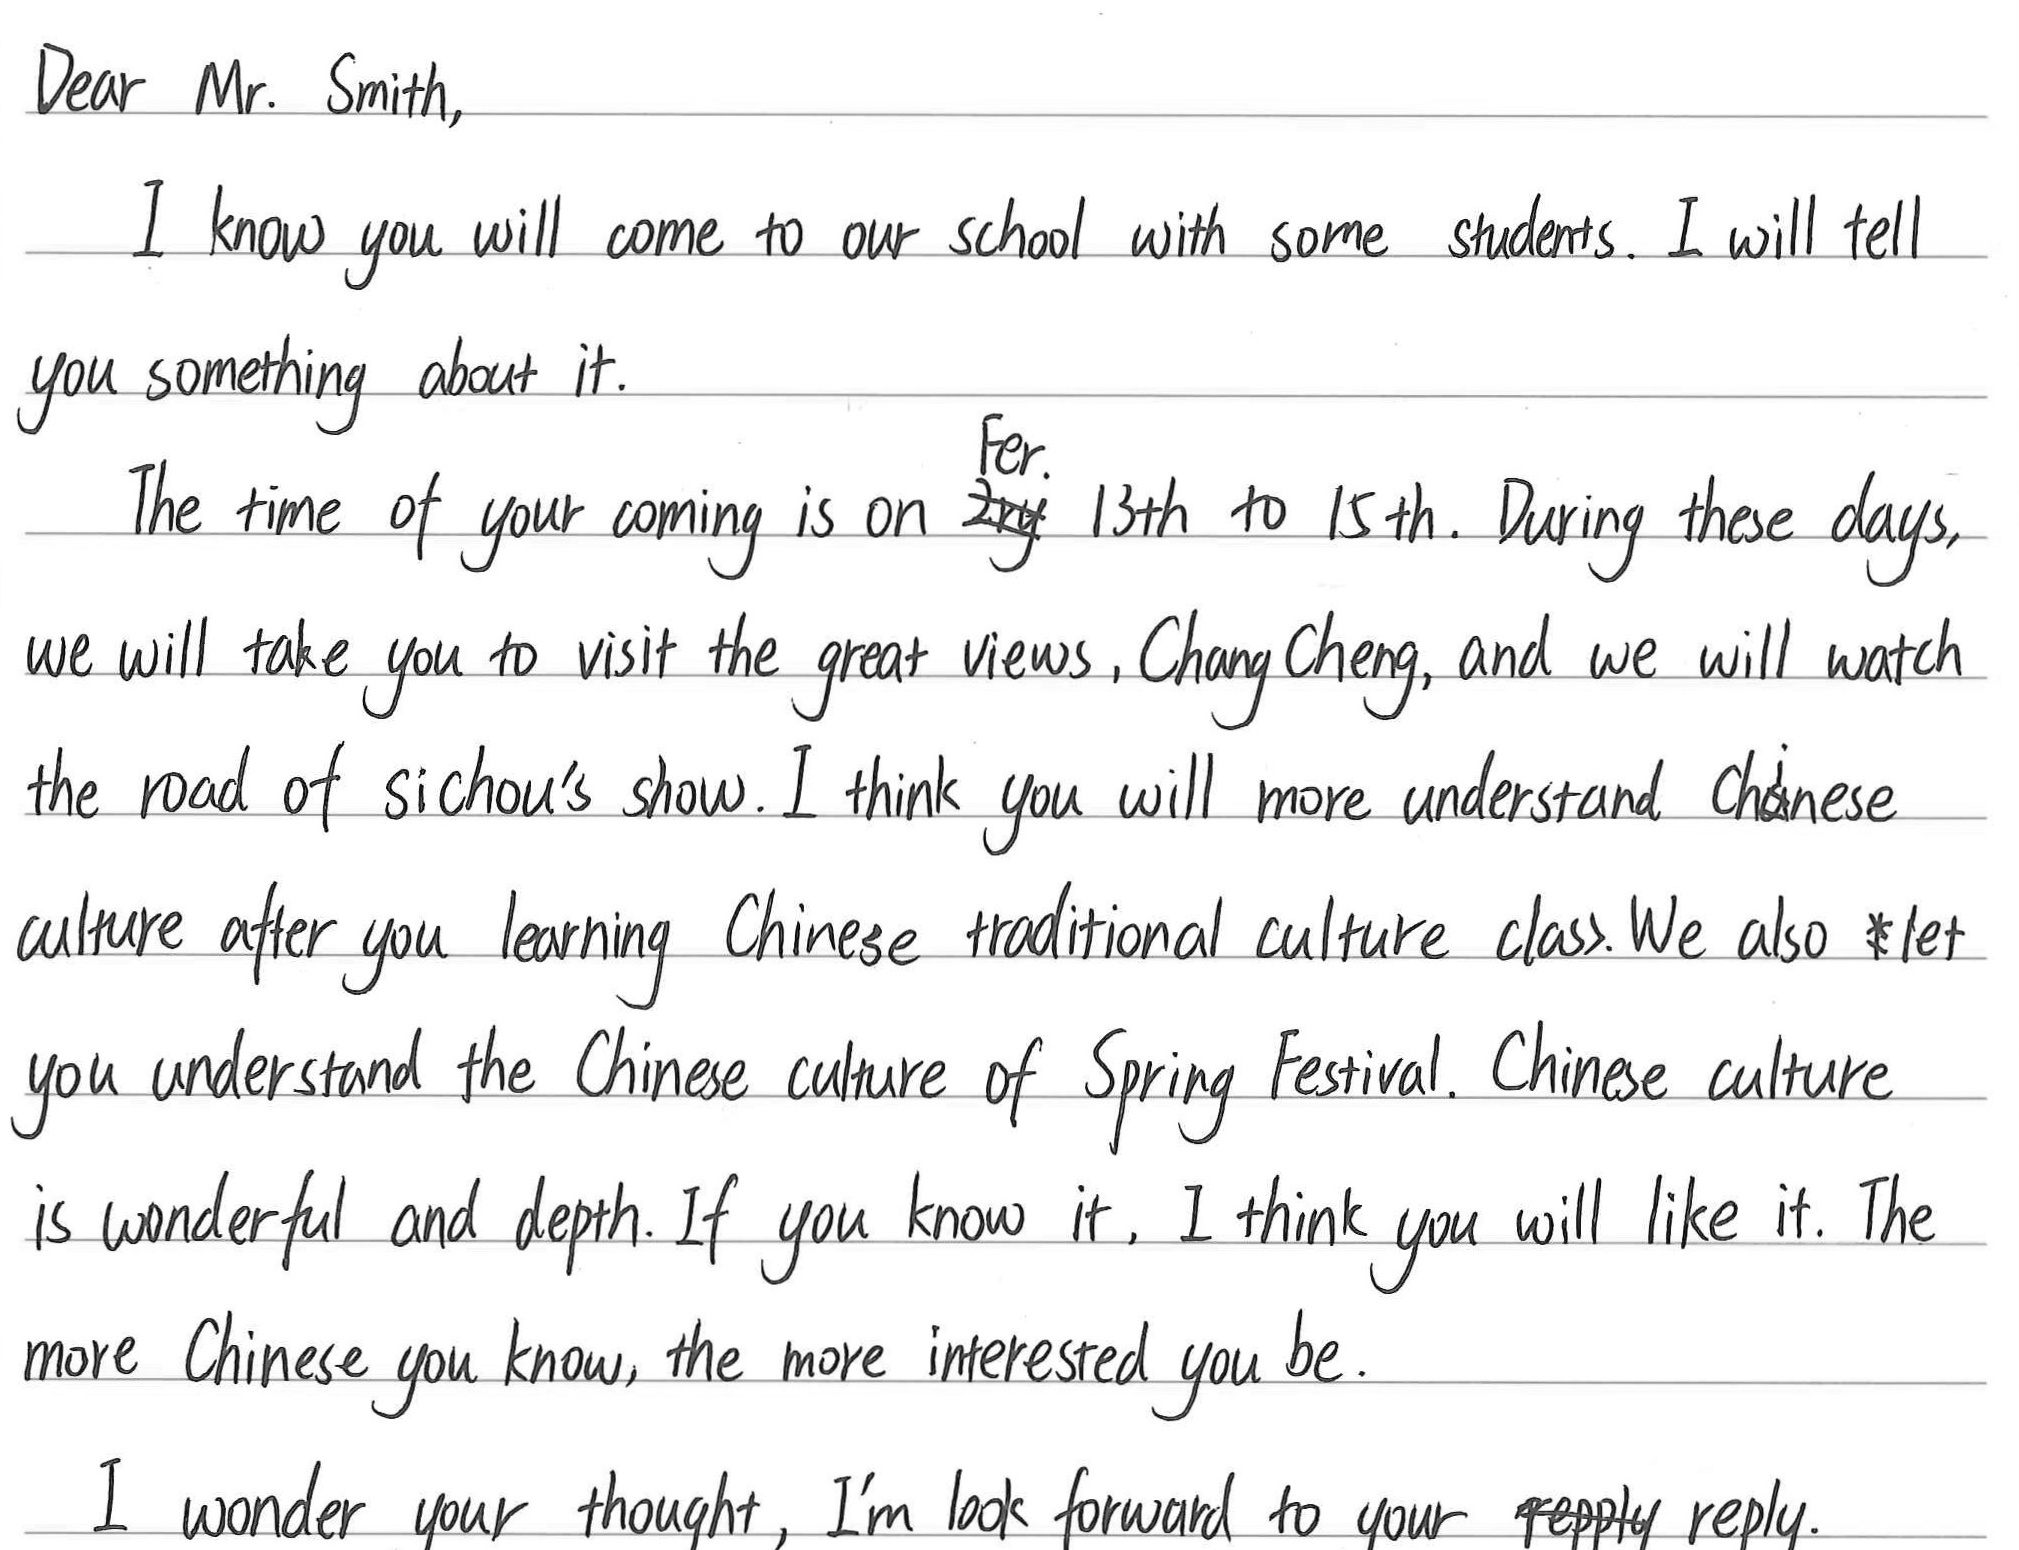 Dear Mr. Smith,
I know you will come to our school with some students. I will tell
you something about it.
Fer.
The time of your coming is on 13th to 15th. During these days,
we will take you to visit the great views, Chang Cheng, and we will watch
the road of sichou's show. I think you will more understand Chinese
culture after you learning Chinese traditional culture class. We also let
you understand the Chinese culture of Spring Festival. Chinese culture
is wonderful and depth. If you know it, I think you will like it. The
more Chinese you know, the more interested you be.
I wonder your thought, I'm look forward to your reply.